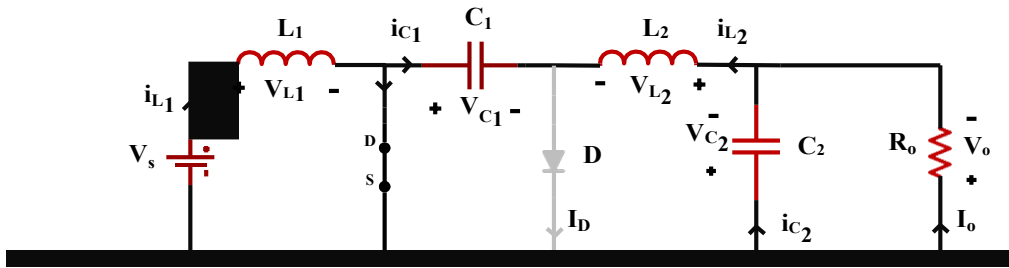 L1
iC1
C1
L2
iL2
iL1
+
VL1
-
+
VC1
-
-
VL2
+
-
VC2
+
C2
Ro
-
Vo
+
Vs
D
S
D
ID
iC2
Io